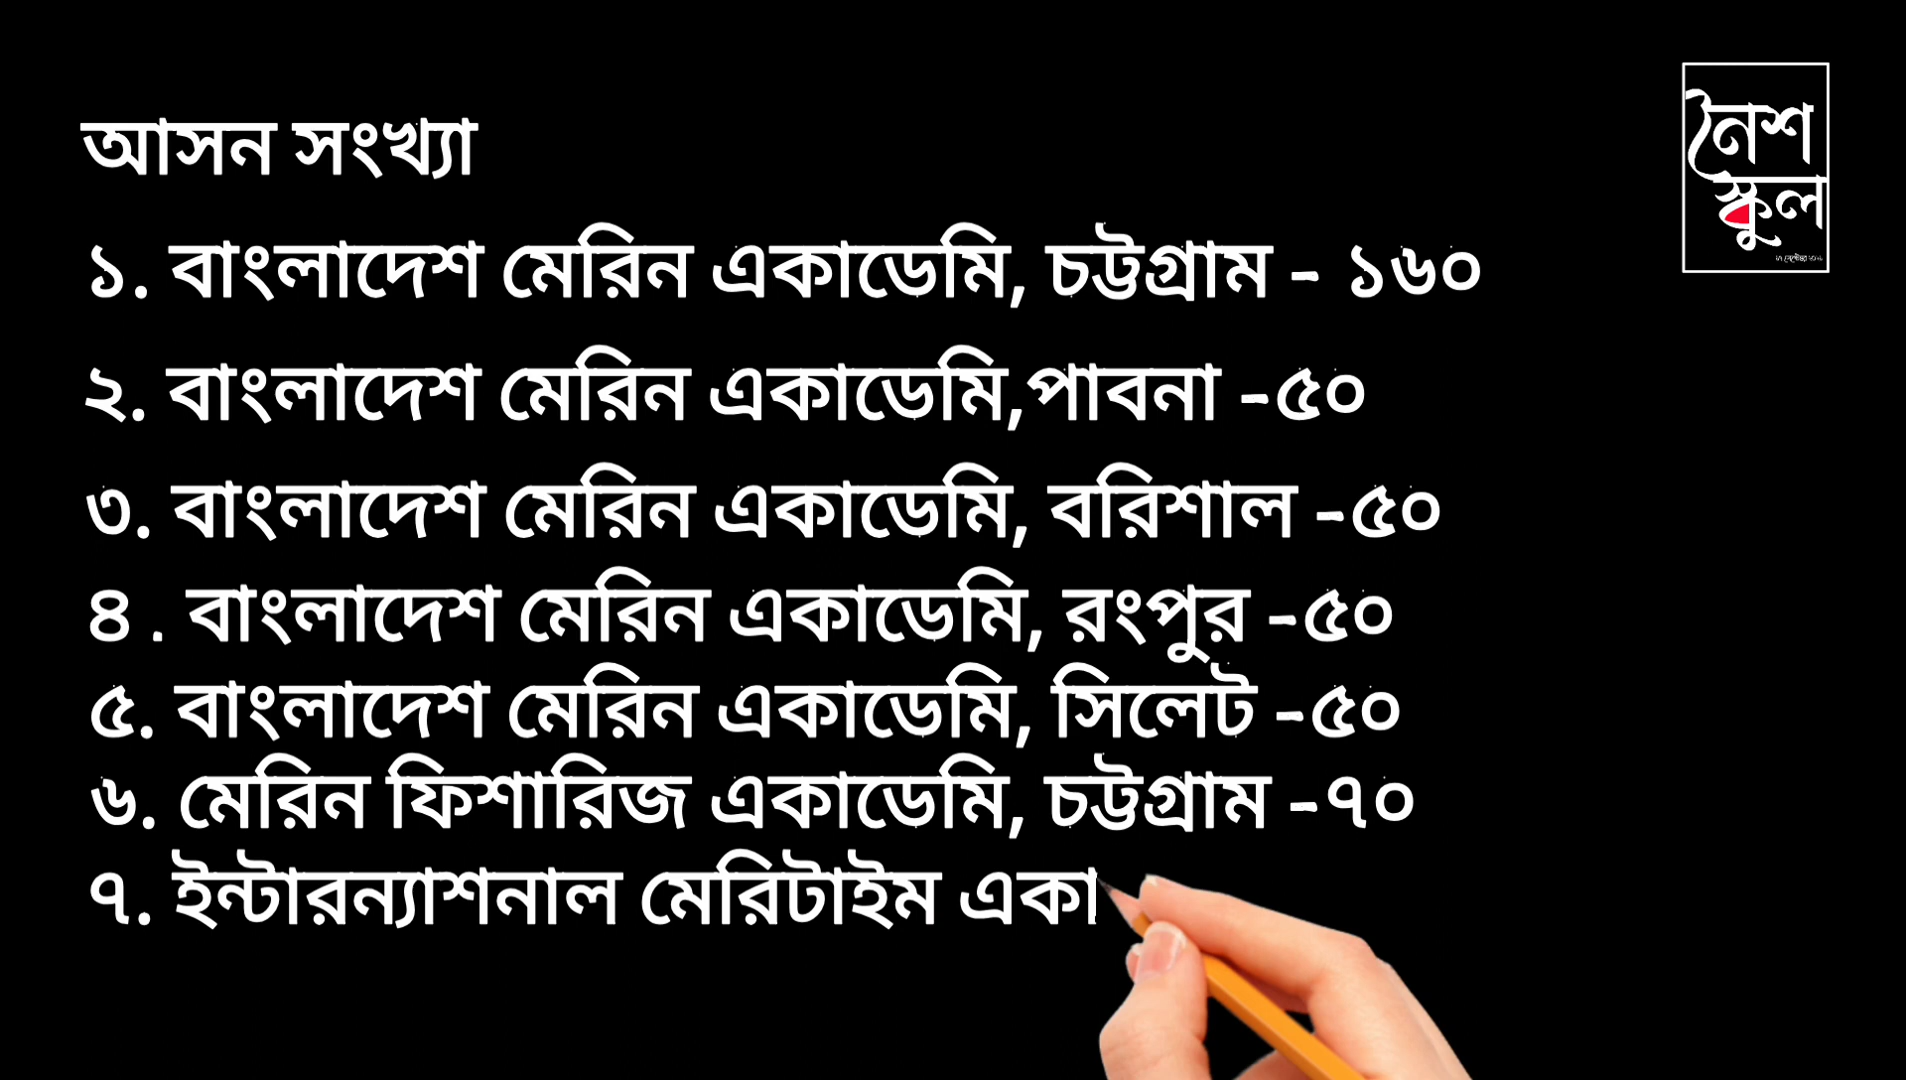 আসন সংখ্যা
১. বাংলাদেশ মেরিন একাডেমি, চট্টগ্রাম - ১৬০
২. বাংলাদেশ মেরিন একাডেমি,পাবনা -৫০
৩. বাংলাদেশ মেরিন একাডেমি, বরিশাল -৫০
৪ . বাংলাদেশ মেরিন একাডেমি, রংপুর -৫০
৫. বাংলাদেশ মেরিন একাডেমি, সিলেট -৫০
৬. মেরিন ফিশারিজ একাডেমি, চট্টগ্রাম -৭০
৭. ইন্টারন্যাশনাল মেরিটাইম একা
নৈশ
স্কুল